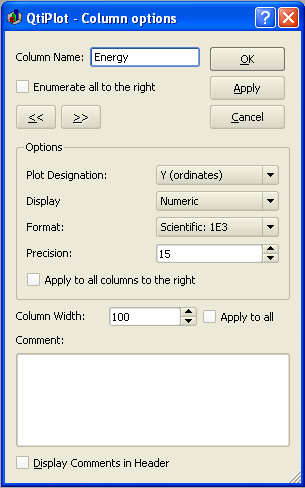 QtiPlot - Column options
Column Name: Energy OK
Enumerate all to the right Apply
<< >> Cancel
Options
Plot Designation: Y (ordinates)
Display Numeric
Format: Scientific: 1E3
Precision: 15
Apply to all columns to the right
Column Width: 100 Apply to all
Comment:
Display Comments in Header